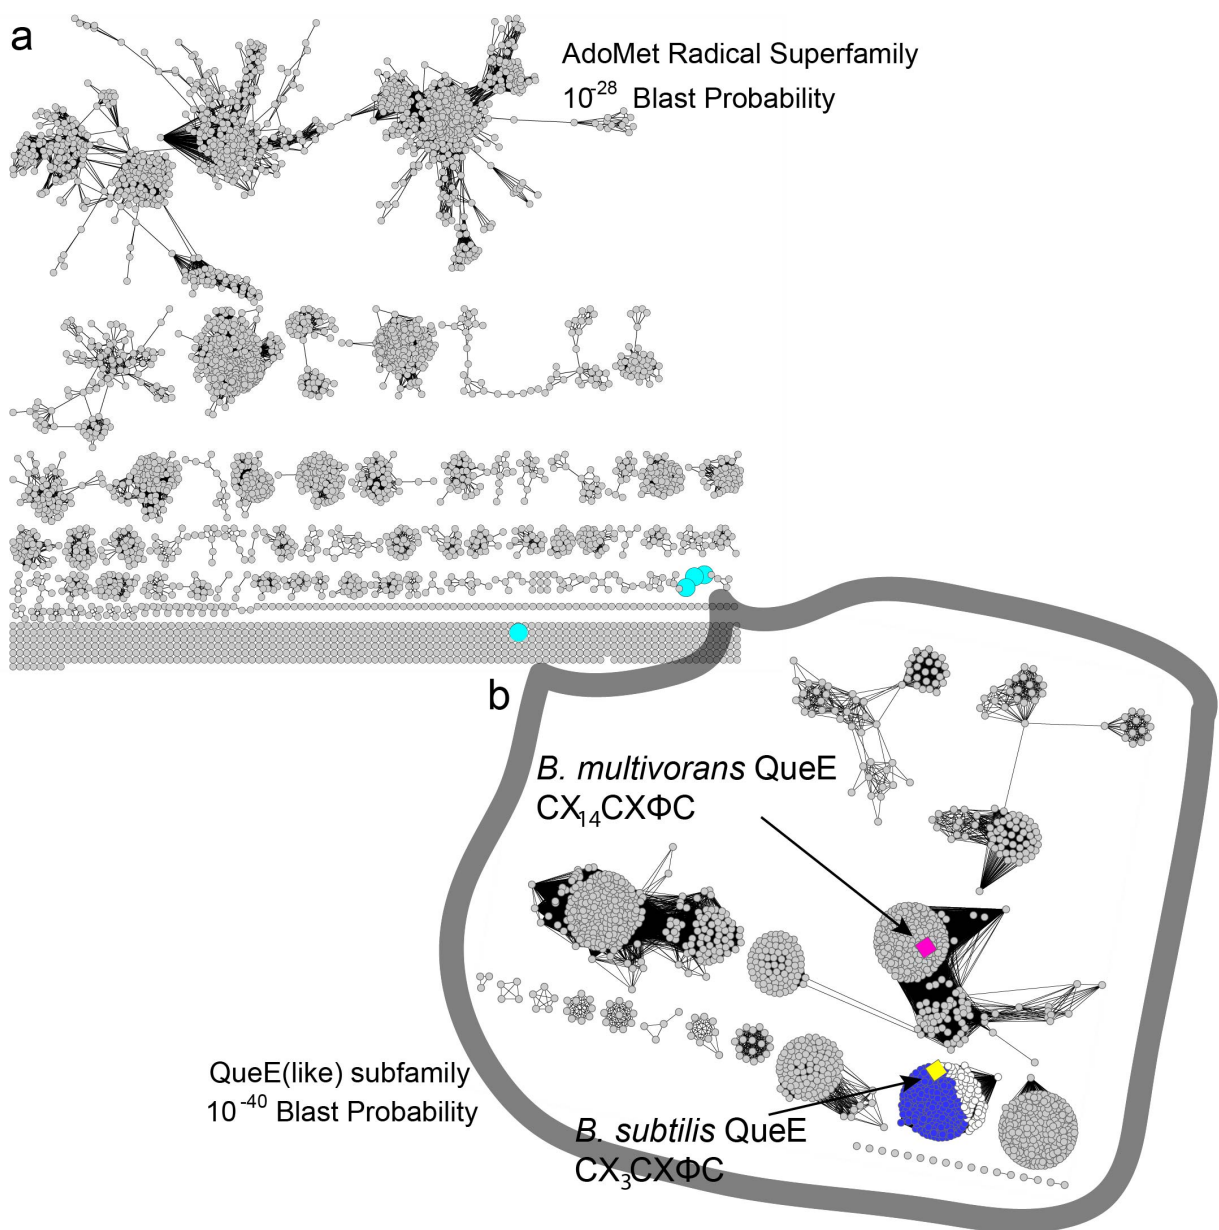 a
AdoMet Radical Superfamily
10⁻²⁸ Blast Probability
b
B. multivorans QueE
CX₁₄CXΦC
QueE(like) subfamily
10⁻⁴⁰ Blast Probability
B. subtilis QueE
CX₃CXΦC